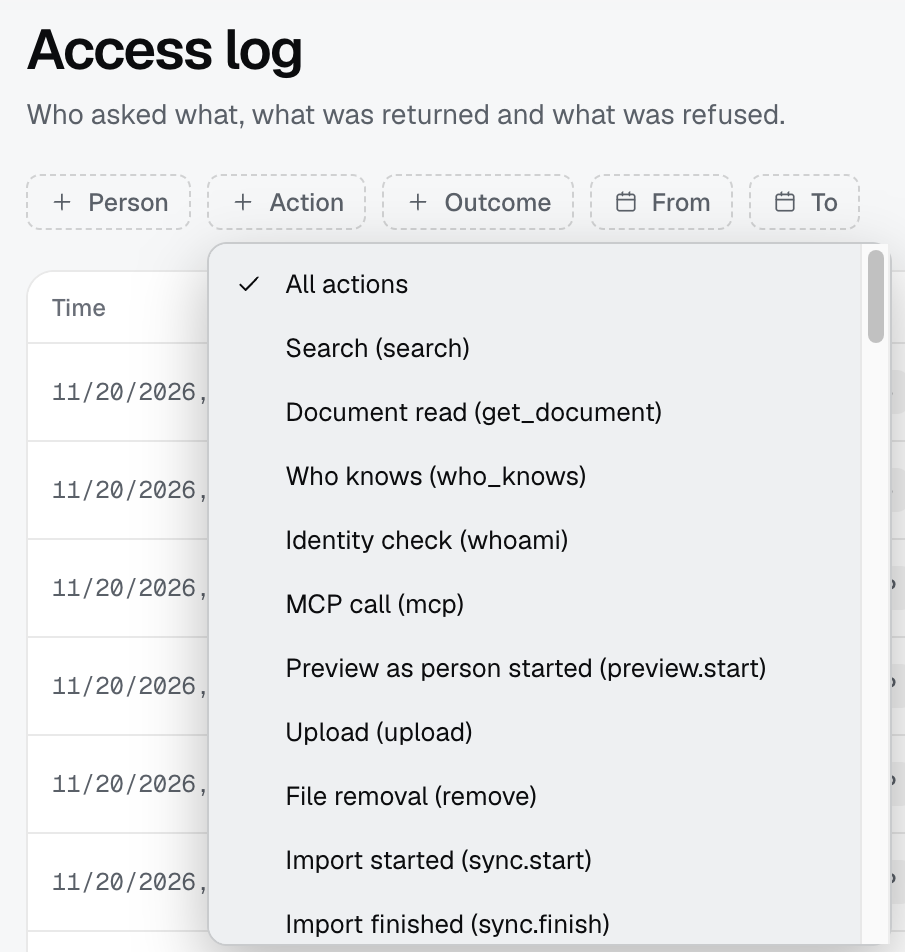 Access log
Who asked what, what was returned and what was refused.
Person
Action
Outcome
From
To
Time
All actions
Search (search)
11/20/2026,
Document read (get_document)
Who knows (who_knows)
11/20/2026,
Identity check (whoami)
11/20/2026,
MCP call (mcp)
Preview as person started (preview.start)
11/20/2026,
Upload (upload)
11/20/2026,
File removal (remove)
Import started (sync.start)
11/20/2026,
Import finished (sync.finish)